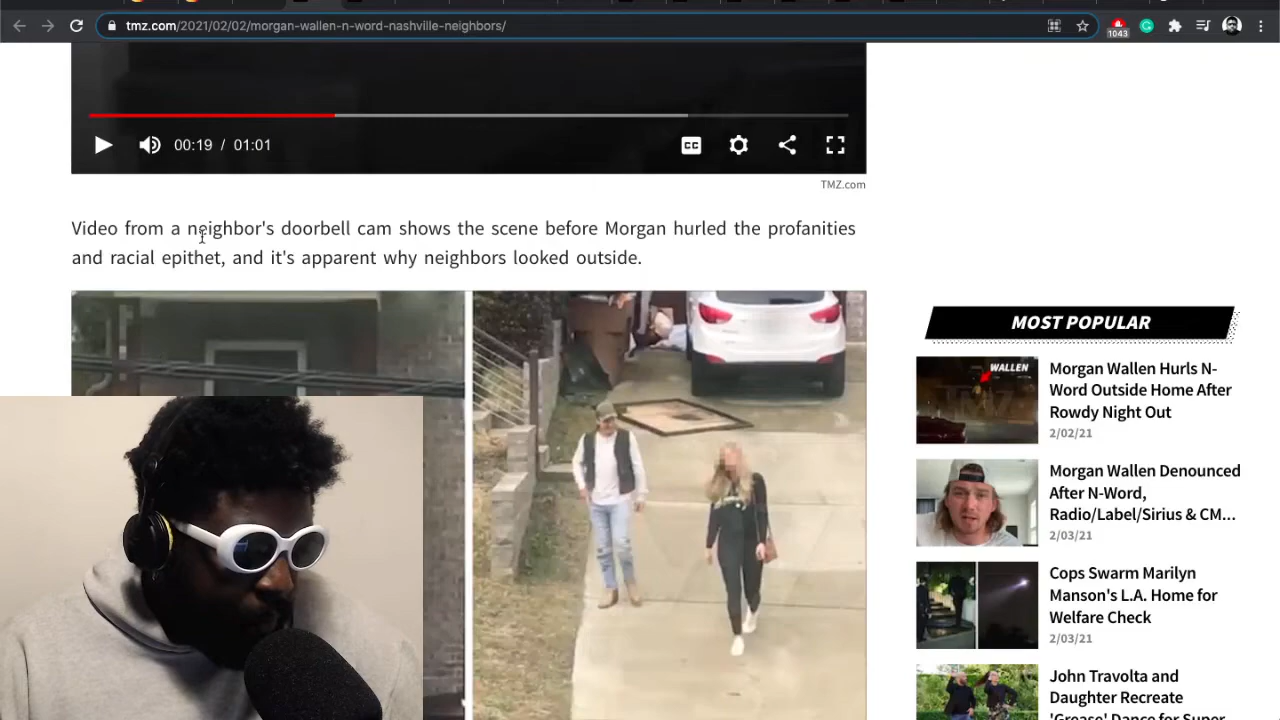 tmz.com/2021/02/02/morgan-wallen-n-word-nashville-neighbors/
1043
00:19 / 01:01
CC
TMZ.com
Video from a neighbor's doorbell cam shows the scene before Morgan hurled the profanities
and racial epithet, and it's apparent why neighbors looked outside.
MOST POPULAR
WALLEN
TMZ
Morgan Wallen Hurls N-
Word Outside Home After
Rowdy Night Out
2/02/21
Morgan Wallen Denounced
After N-Word,
Radio/Label/Sirius & CM...
2/03/21
Cops Swarm Marilyn
Manson's L.A. Home for
Welfare Check
2/03/21
John Travolta and
Daughter Recreate
'Grease' Dance for Super